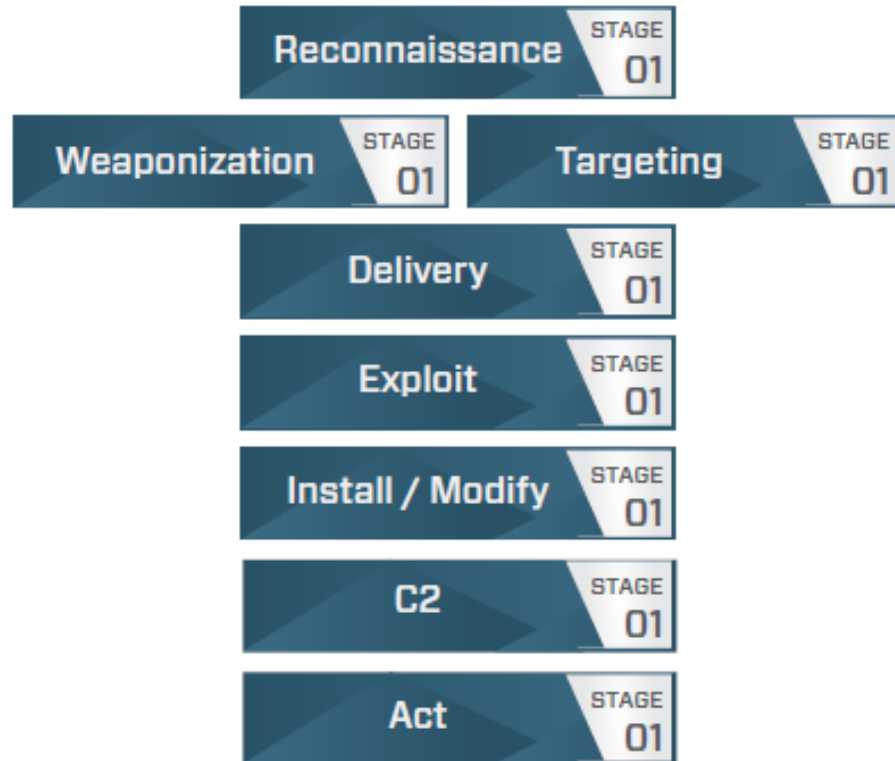 Reconnaissance STAGE 01
Weaponization STAGE 01 Targeting STAGE 01
Delivery STAGE 01
Exploit STAGE 01
Install / Modify STAGE 01
C2 STAGE 01
Act STAGE 01